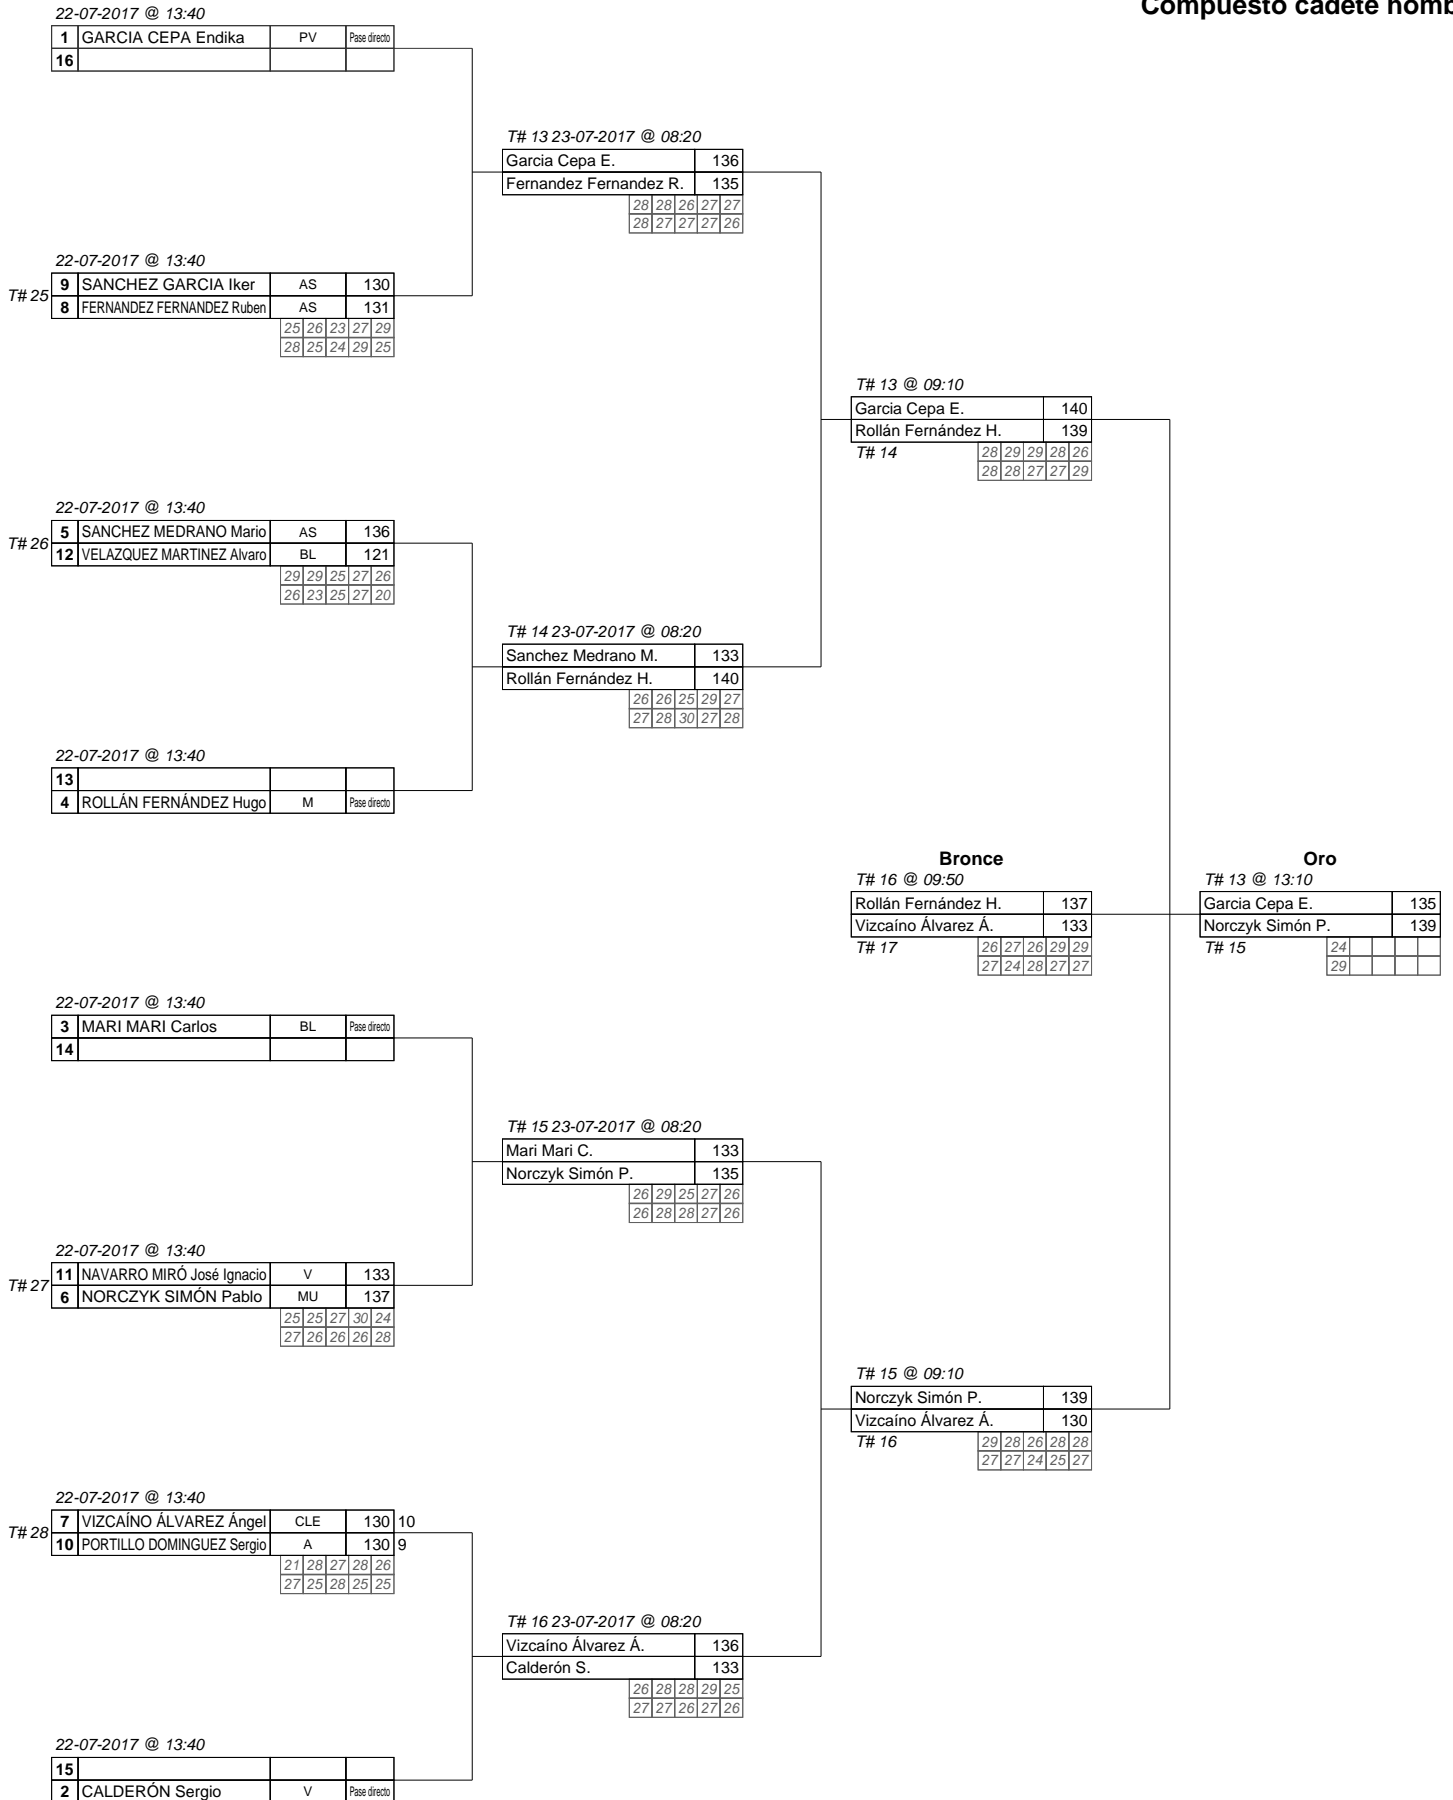 Compuesto cadete homb
22-07-2017 @ 13:40
1 GARCIA CEPA Endika PV Pase directo
16
T# 13 23-07-2017 @ 08:20
Garcia Cepa E. 136
Fernandez Fernandez R. 135
28 28 26 27 27
28 27 27 27 26
22-07-2017 @ 13:40
T# 25
9 SANCHEZ GARCIA Iker AS 130
8 FERNANDEZ FERNANDEZ Ruben AS 131
25 26 23 27 29
28 25 24 29 25
T# 13 @ 09:10
Garcia Cepa E. 140
Rollán Fernández H. 139
T# 14 28 29 29 28 26
28 28 27 27 29
22-07-2017 @ 13:40
T# 26
5 SANCHEZ MEDRANO Mario AS 136
12 VELAZQUEZ MARTINEZ Alvaro BL 121
29 29 25 27 26
26 23 25 27 20
T# 14 23-07-2017 @ 08:20
Sanchez Medrano M. 133
Rollán Fernández H. 140
26 26 25 29 27
27 28 30 27 28
22-07-2017 @ 13:40
13
4 ROLLÁN FERNÁNDEZ Hugo M Pase directo
Bronce
T# 16 @ 09:50
Rollán Fernández H. 137
Vizcaíno Álvarez Á. 133
T# 17 26 27 26 29 29
27 24 28 27 27
Oro
T# 13 @ 13:10
Garcia Cepa E. 135
Norczyk Simón P. 139
T# 15 24
29
22-07-2017 @ 13:40
3 MARI MARI Carlos BL Pase directo
14
T# 15 23-07-2017 @ 08:20
Mari Mari C. 133
Norczyk Simón P. 135
26 29 25 27 26
26 28 28 27 26
22-07-2017 @ 13:40
T# 27
11 NAVARRO MIRÓ José Ignacio V 133
6 NORCZYK SIMÓN Pablo MU 137
25 25 27 30 24
27 26 26 26 28
T# 15 @ 09:10
Norczyk Simón P. 139
Vizcaíno Álvarez Á. 130
T# 16 29 28 26 28 28
27 27 24 25 27
22-07-2017 @ 13:40
T# 28
7 VIZCAÍNO ÁLVAREZ Ángel CLE 130 10
10 PORTILLO DOMINGUEZ Sergio A 130 9
21 28 27 28 26
27 25 28 25 25
T# 16 23-07-2017 @ 08:20
Vizcaíno Álvarez Á. 136
Calderón S. 133
26 28 28 29 25
27 27 26 27 26
22-07-2017 @ 13:40
15
2 CALDERÓN Sergio V Pase directo